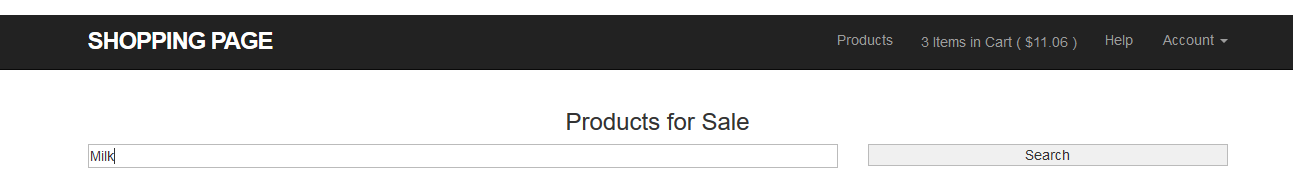 SHOPPING PAGE Products 3 Items in Cart ( $11.06 ) Help Account
Products for Sale
Milk Search